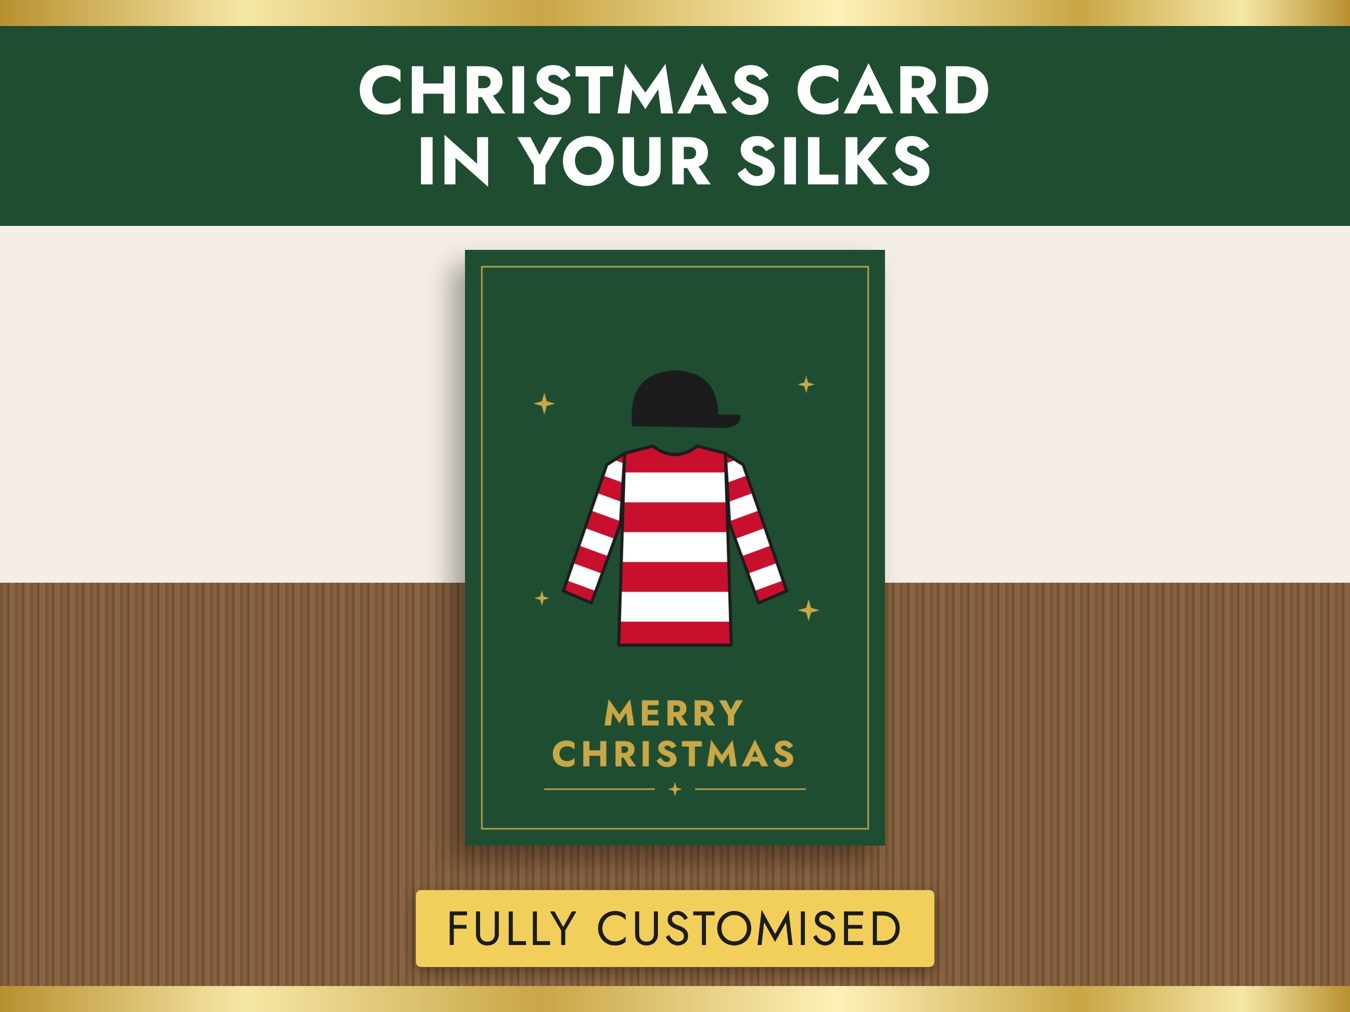 CHRISTMAS CARD
IN YOUR SILKS
MERRY
CHRISTMAS
FULLY CUSTOMISED